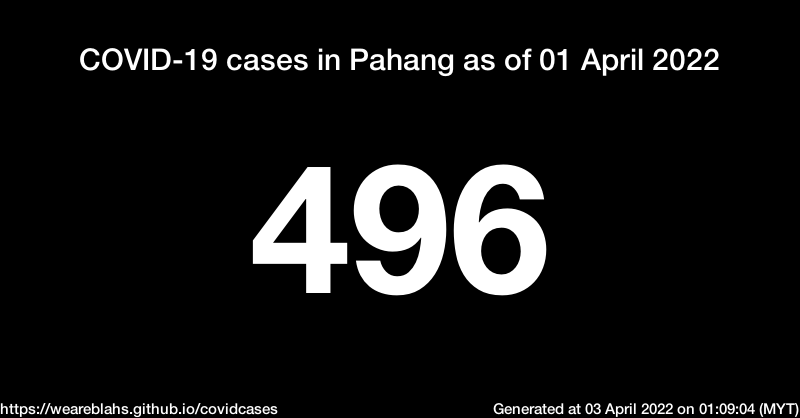 COVID-19 cases in Pahang as of 01 April 2022
496
https://weareblahs.github.io/covidcases
Generated at 03 April 2022 on 01:09:04 (MYT)